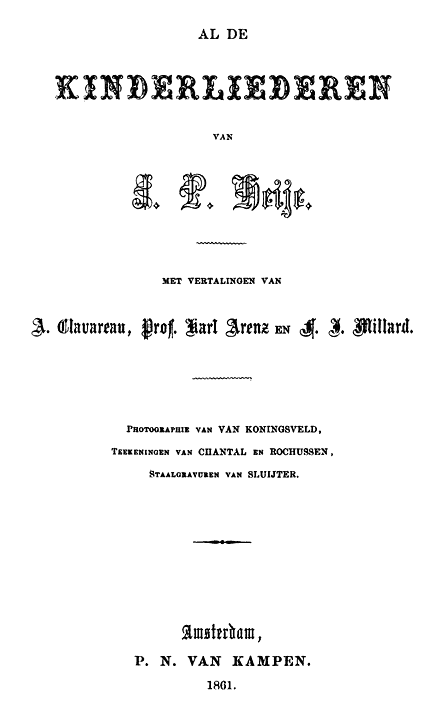 AL DE
KINDERLIEDEREN
VAN
J. P. Heije.
MET VERTALINGEN VAN
A. Clavareau, Prof. Karl Arenz EN F. J. Millard.
PHOTOGRAPHIE VAN VAN KONINGSVELD,
TEEKENINGEN VAN CHANTAL EN ROCHUSSEN,
STAALGRAVUREN VAN SLUIJTER.
Amsterdam,
P. N. VAN KAMPEN.
1861.